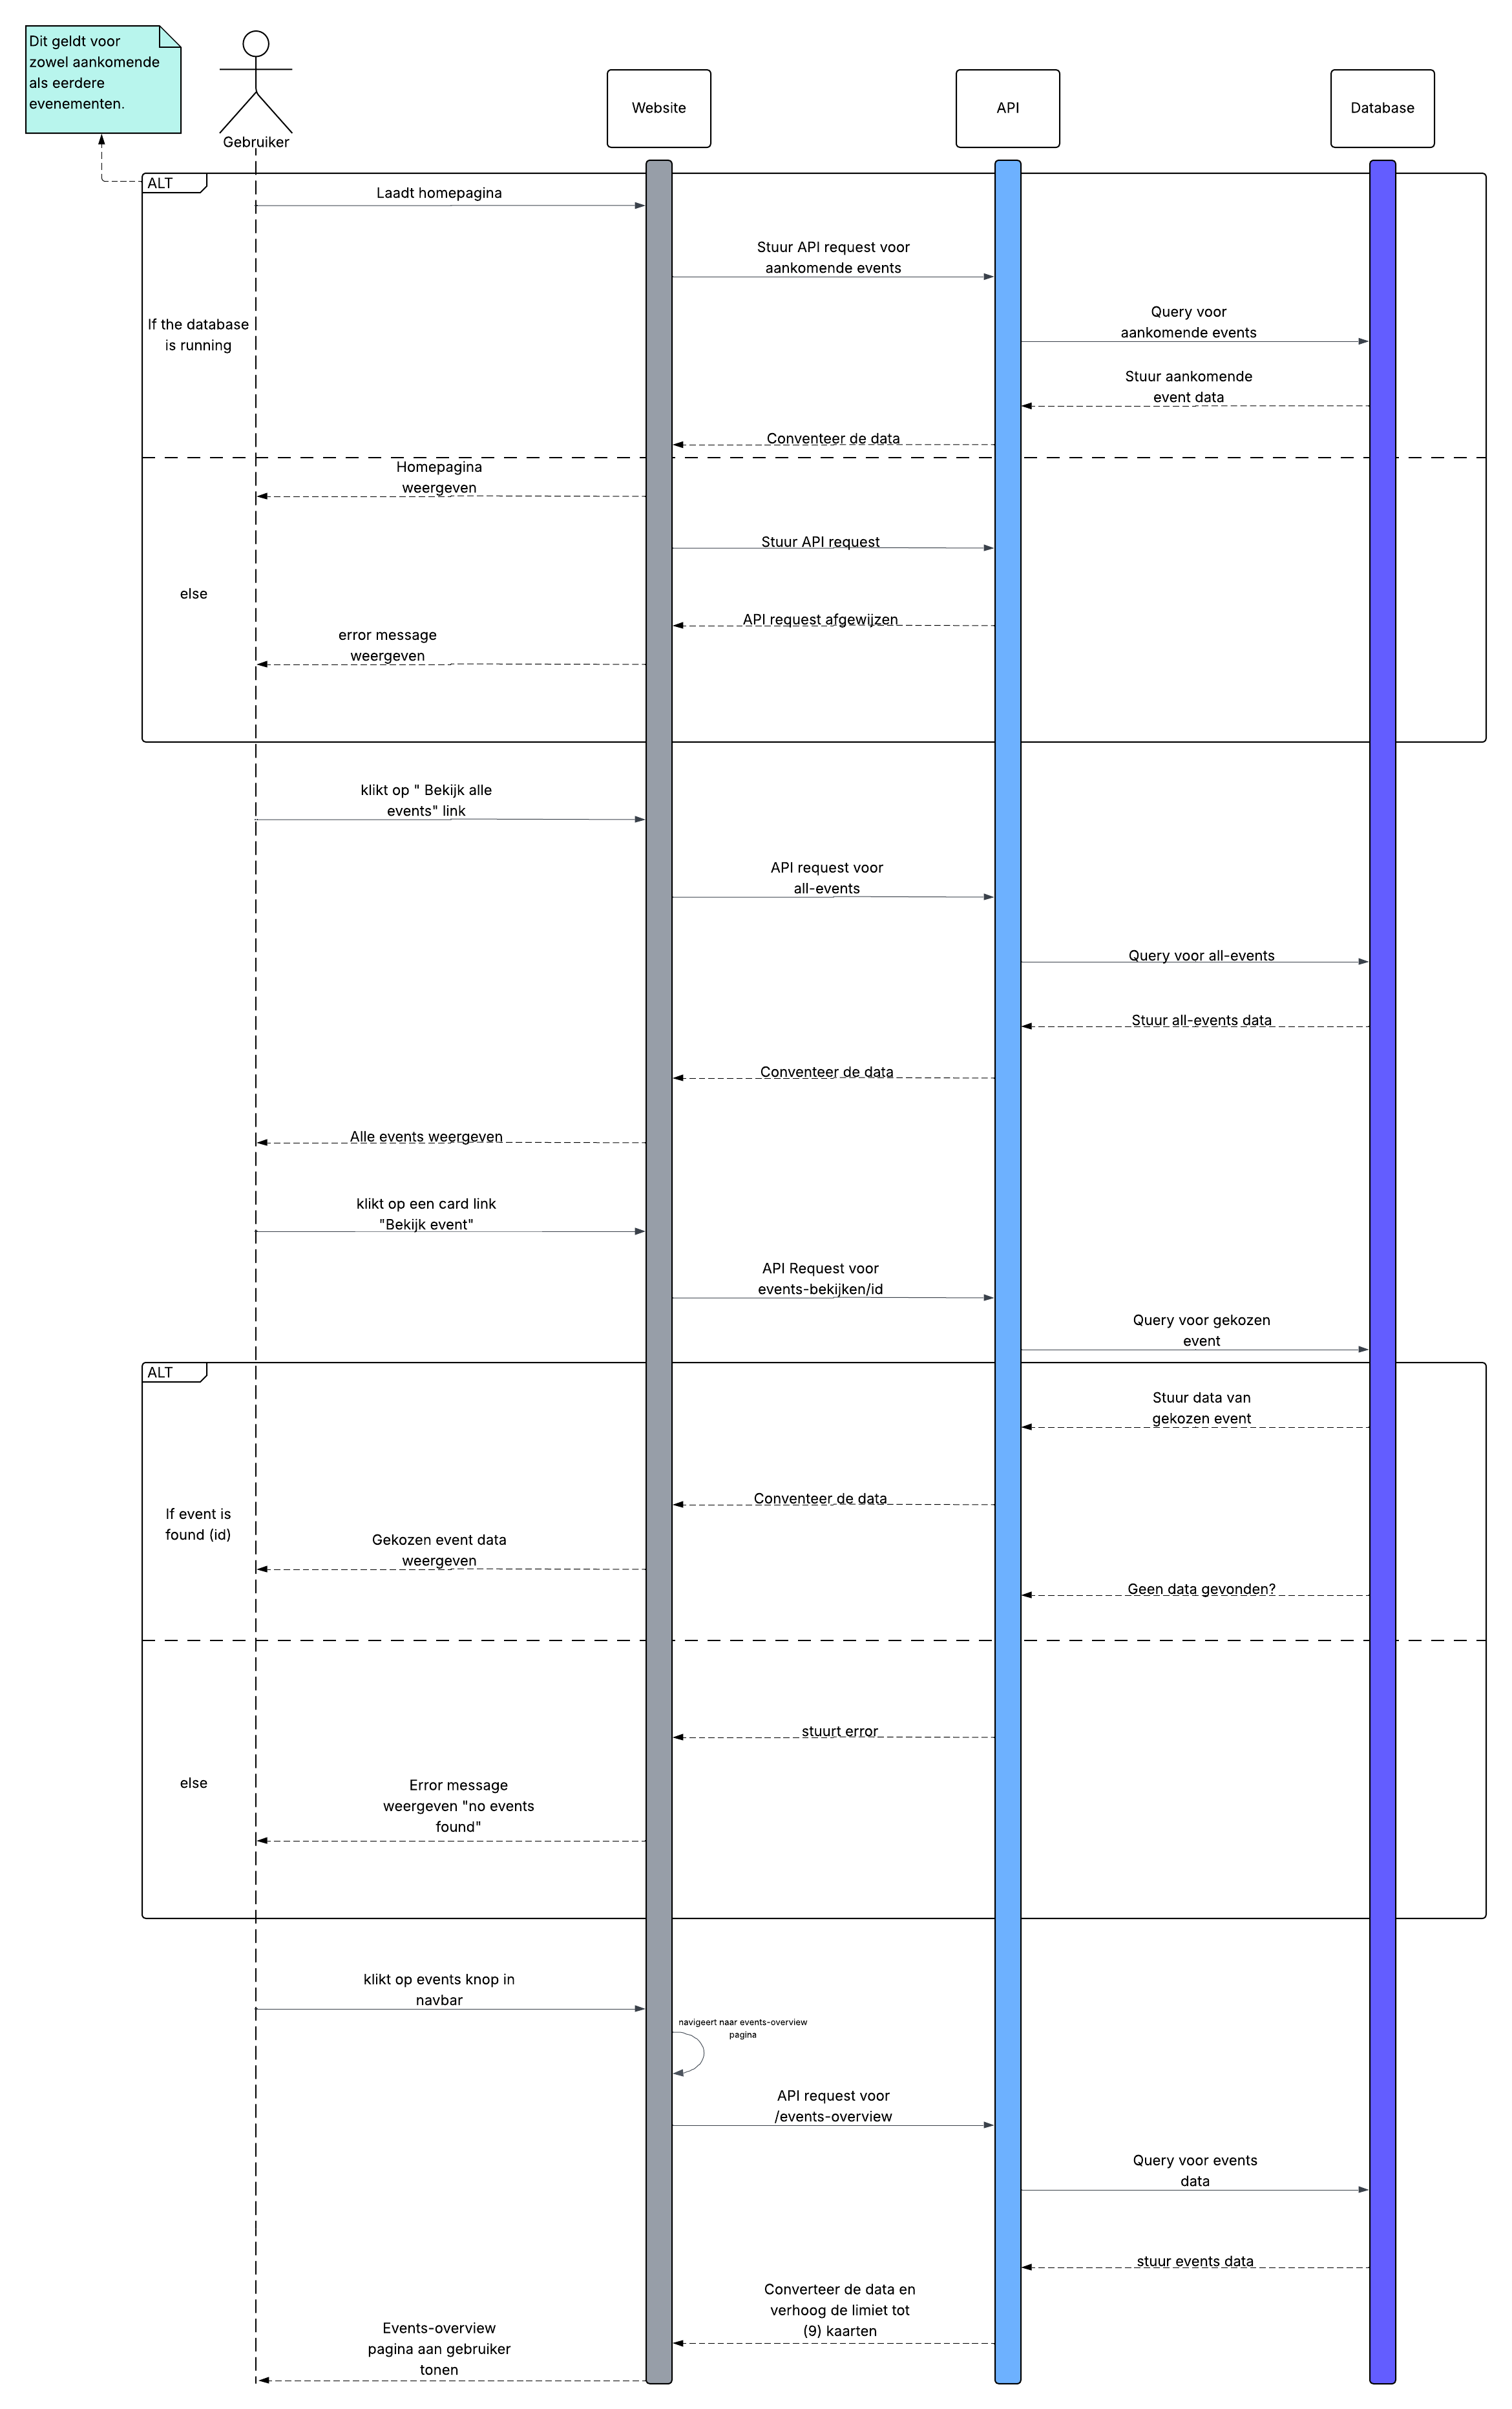 Dit geldt voor
zowel aankomende
als eerdere
evenementen.
Gebruiker
Website
API
Database
ALT
Laadt homepagina
Stuur API request voor
aankomende events
If the database
is running
Query voor
aankomende events
Stuur aankomende
event data
Conventeer de data
Homepagina
weergeven
Stuur API request
else
API request afgewijzen
error message
weergeven
klikt op " Bekijk alle
events" link
API request voor
all-events
Query voor all-events
Stuur all-events data
Conventeer de data
Alle events weergeven
klikt op een card link
"Bekijk event"
API Request voor
events-bekijken/id
Query voor gekozen
event
ALT
Stuur data van
gekozen event
Conventeer de data
If event is
found (id)
Gekozen event data
weergeven
Geen data gevonden?
stuurt error
else
Error message
weergeven "no events
found"
klikt op events knop in
navbar
navigeert naar events-overview
pagina
API request voor
/events-overview
Query voor events
data
stuur events data
Converteer de data en
verhoog de limiet tot
(9) kaarten
Events-overview
pagina aan gebruiker
tonen